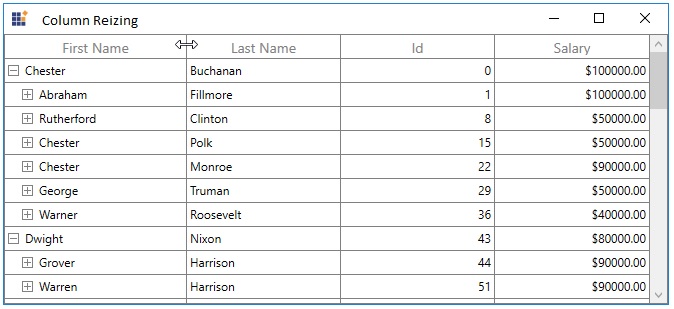 Column Reizing
First Name Last Name Id Salary
Chester Buchanan 0 $100000.00
Abraham Fillmore 1 $100000.00
Rutherford Clinton 8 $50000.00
Chester Polk 15 $50000.00
Chester Monroe 22 $90000.00
George Truman 29 $50000.00
Warner Roosevelt 36 $40000.00
Dwight Nixon 43 $80000.00
Grover Harrison 44 $90000.00
Warren Harrison 51 $90000.00